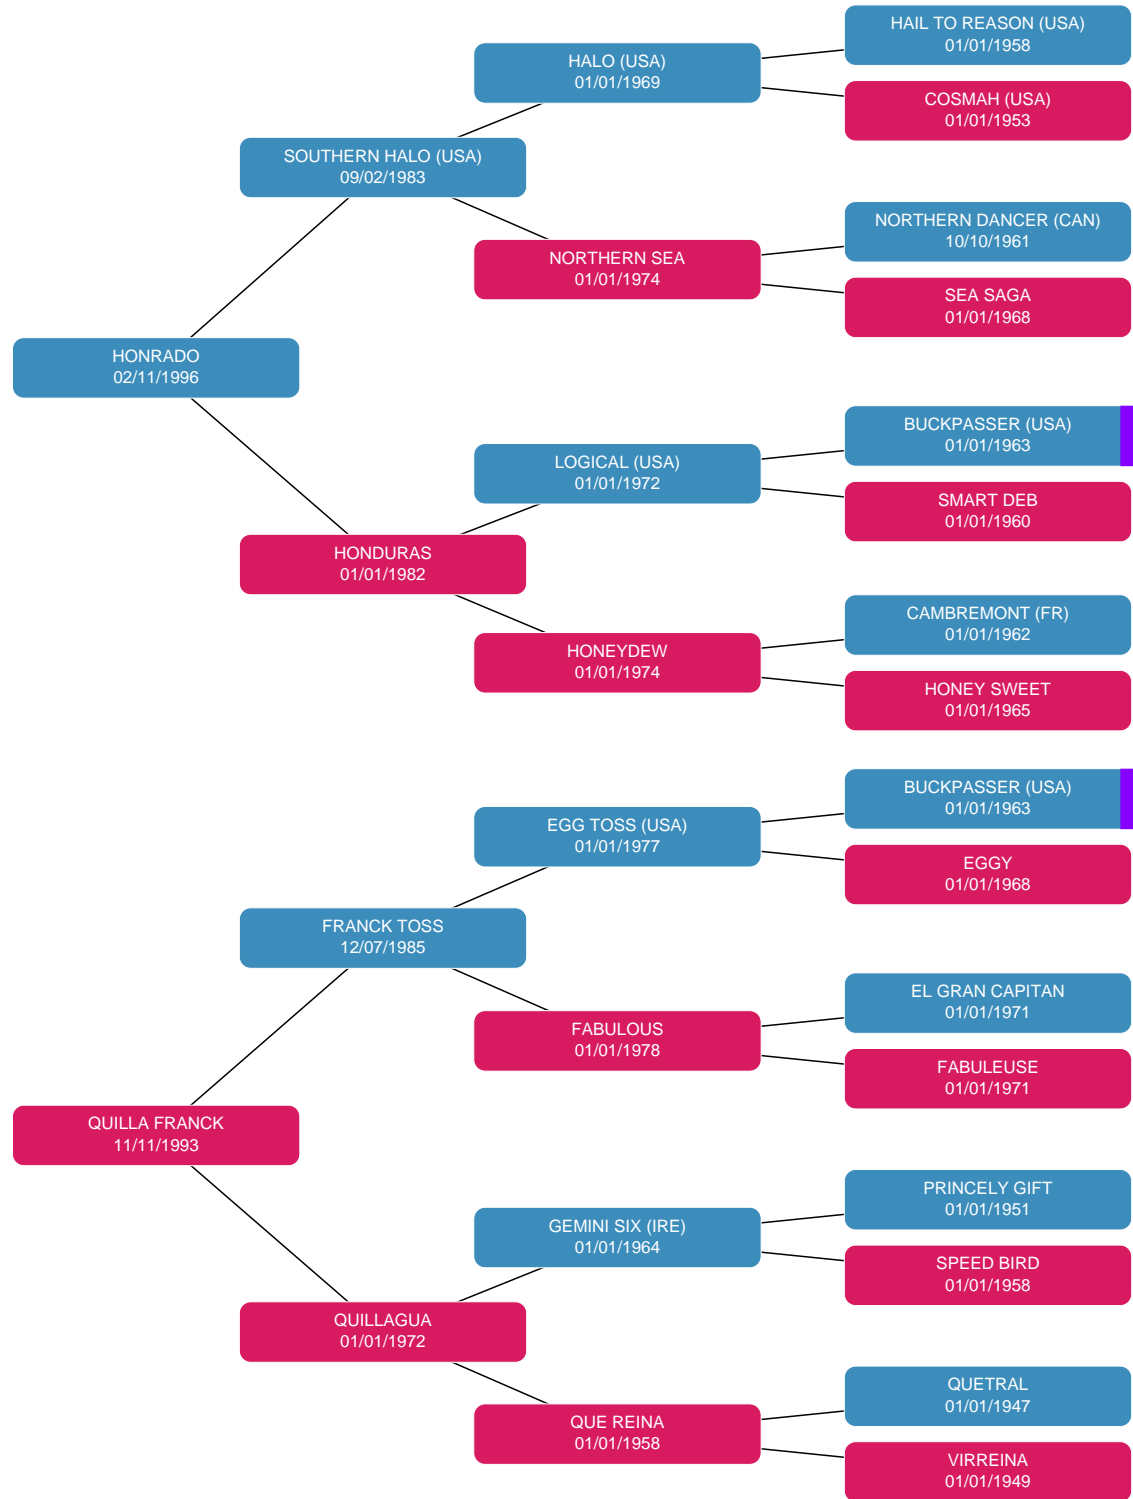 HAIL TO REASON (USA)
01/01/1958
HALO (USA)
01/01/1969
COSMAH (USA)
01/01/1953
SOUTHERN HALO (USA)
09/02/1983
NORTHERN DANCER (CAN)
10/10/1961
NORTHERN SEA
01/01/1974
SEA SAGA
01/01/1968
HONRADO
02/11/1996
BUCKPASSER (USA)
01/01/1963
LOGICAL (USA)
01/01/1972
SMART DEB
01/01/1960
HONDURAS
01/01/1982
CAMBREMONT (FR)
01/01/1962
HONEYDEW
01/01/1974
HONEY SWEET
01/01/1965
BUCKPASSER (USA)
01/01/1963
EGG TOSS (USA)
01/01/1977
EGGY
01/01/1968
FRANCK TOSS
12/07/1985
EL GRAN CAPITAN
01/01/1971
FABULOUS
01/01/1978
FABULEUSE
01/01/1971
QUILLA FRANCK
11/11/1993
PRINCELY GIFT
01/01/1951
GEMINI SIX (IRE)
01/01/1964
SPEED BIRD
01/01/1958
QUILLAGUA
01/01/1972
QUETRAL
01/01/1947
QUE REINA
01/01/1958
VIRREINA
01/01/1949